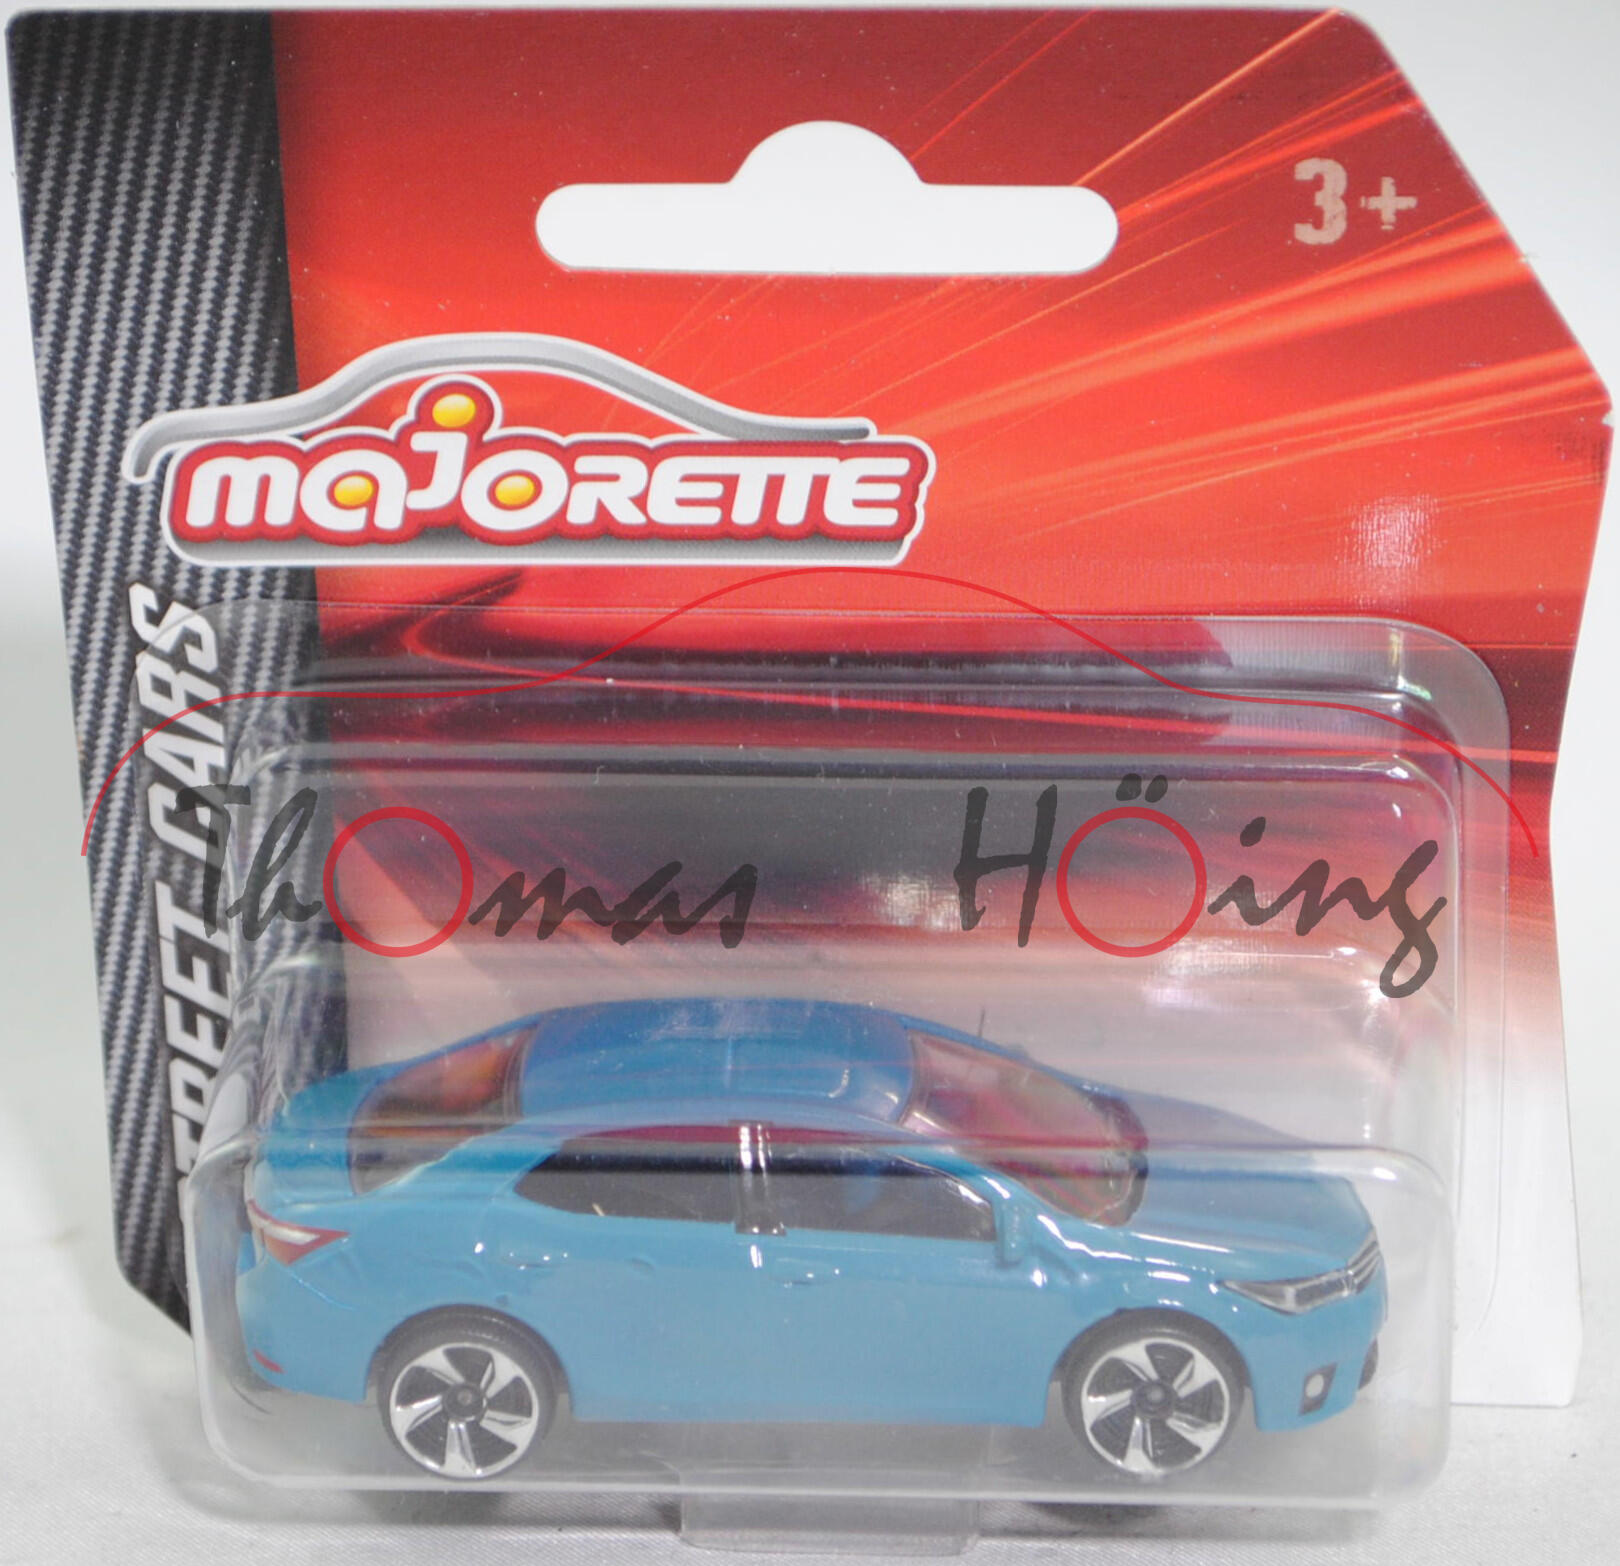 3+
MAJORETTE
STREET CARS
Thomas Höing